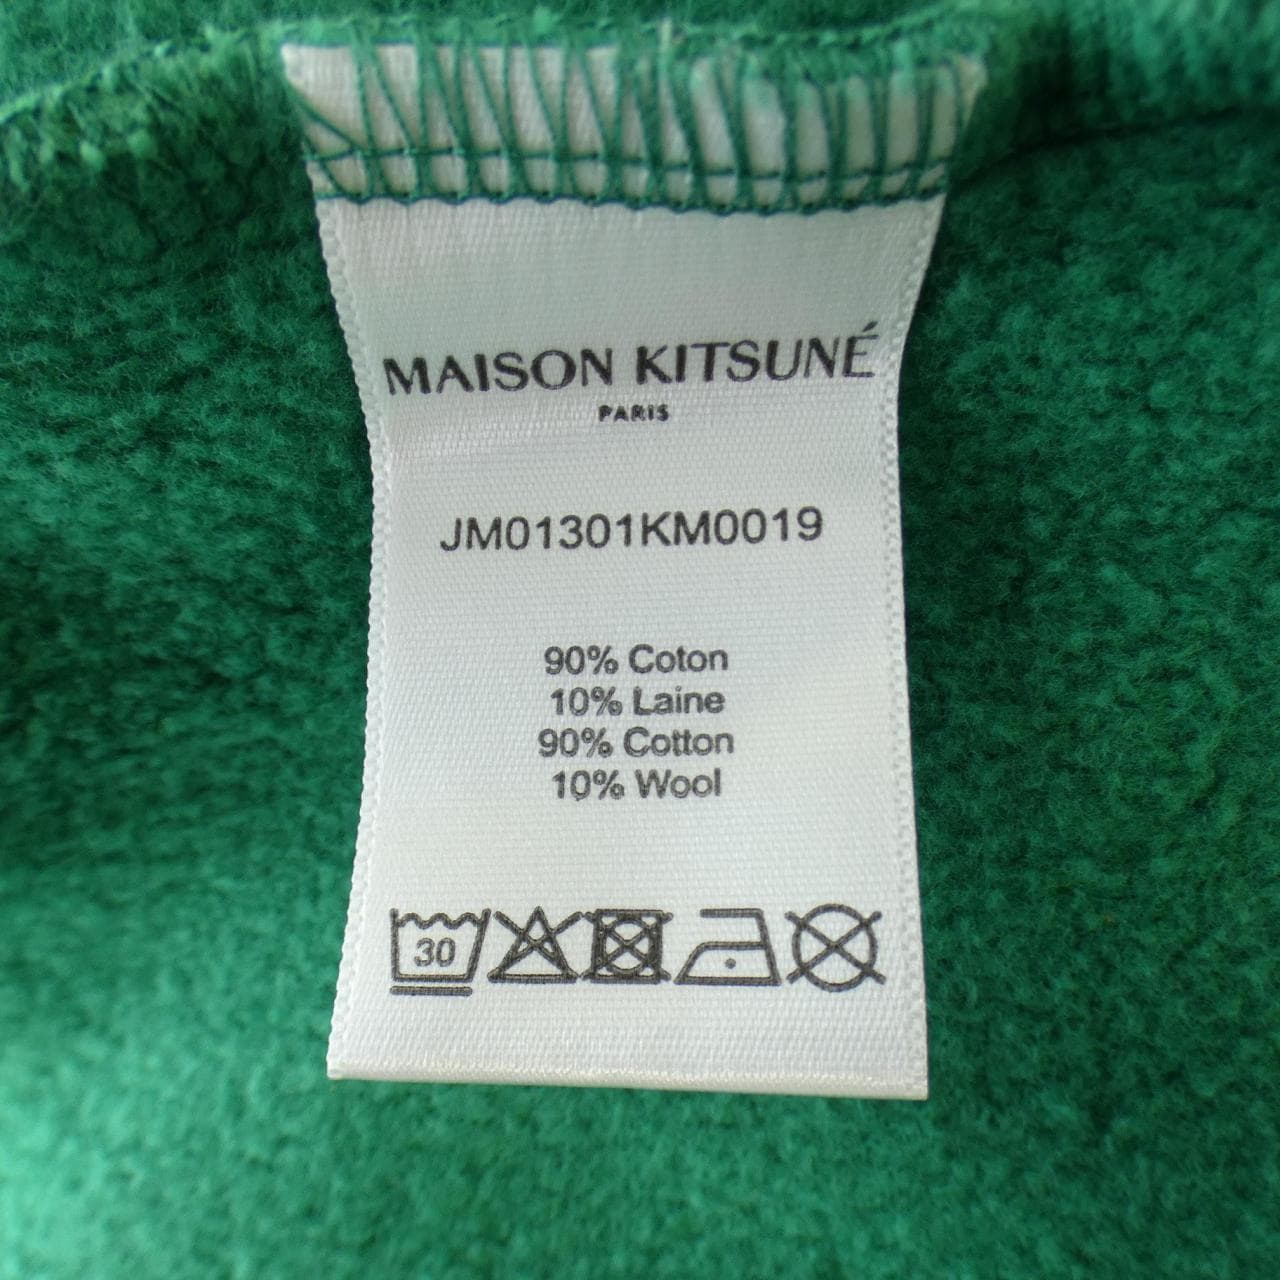 MAISON KITSUNÉ
PARIS
JM01301KM0019
90% Coton
10% Laine
90% Cotton
10% Wool
30